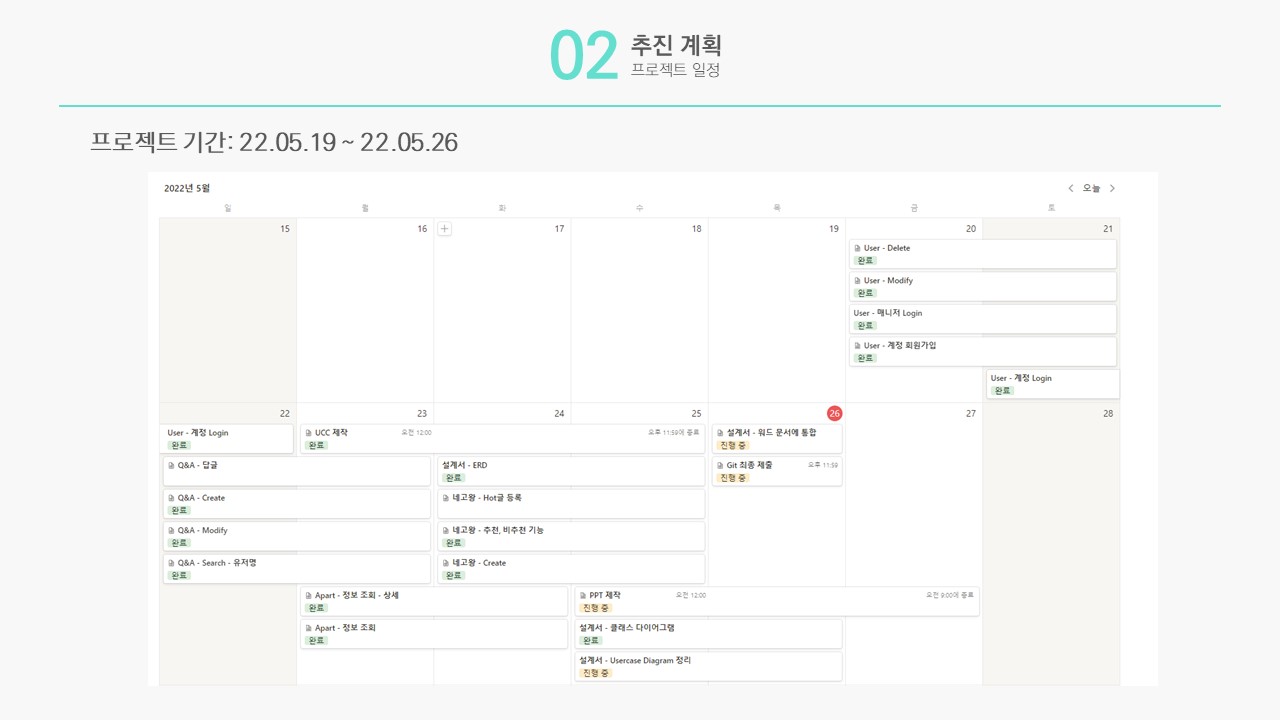 02 추진 계획
프로젝트 일정
프로젝트 기간: 22.05.19 ~ 22.05.26
2022년 5월
오늘
일 월 화 수 목 금 토
15 16 17 18 19 20 21
User - Delete
완료
User - Modify
완료
User - 매니저 Login
완료
User - 계정 회원가입
완료
User - 계정 Login
완료
22 23 24 25 26 27 28
User - 계정 Login
완료
UCC 제작 오전 12:00 오후 11:59에 종료
완료
설계서 - 워드 문서에 통합
진행 중
Q&A - 답글
설계서 - ERD
완료
Git 최종 제출 오후 11:59
진행 중
Q&A - Create
완료
네고왕 - Hot글 등록
Q&A - Modify
완료
네고왕 - 추천, 비추천 기능
완료
Q&A - Search - 유저명
완료
네고왕 - Create
완료
Apart - 정보 조회 - 상세
완료
PPT 제작 오전 12:00 오전 9:00에 종료
진행 중
Apart - 정보 조회
완료
설계서 - 클래스 다이어그램
완료
설계서 - Usercase Diagram 정리
진행 중